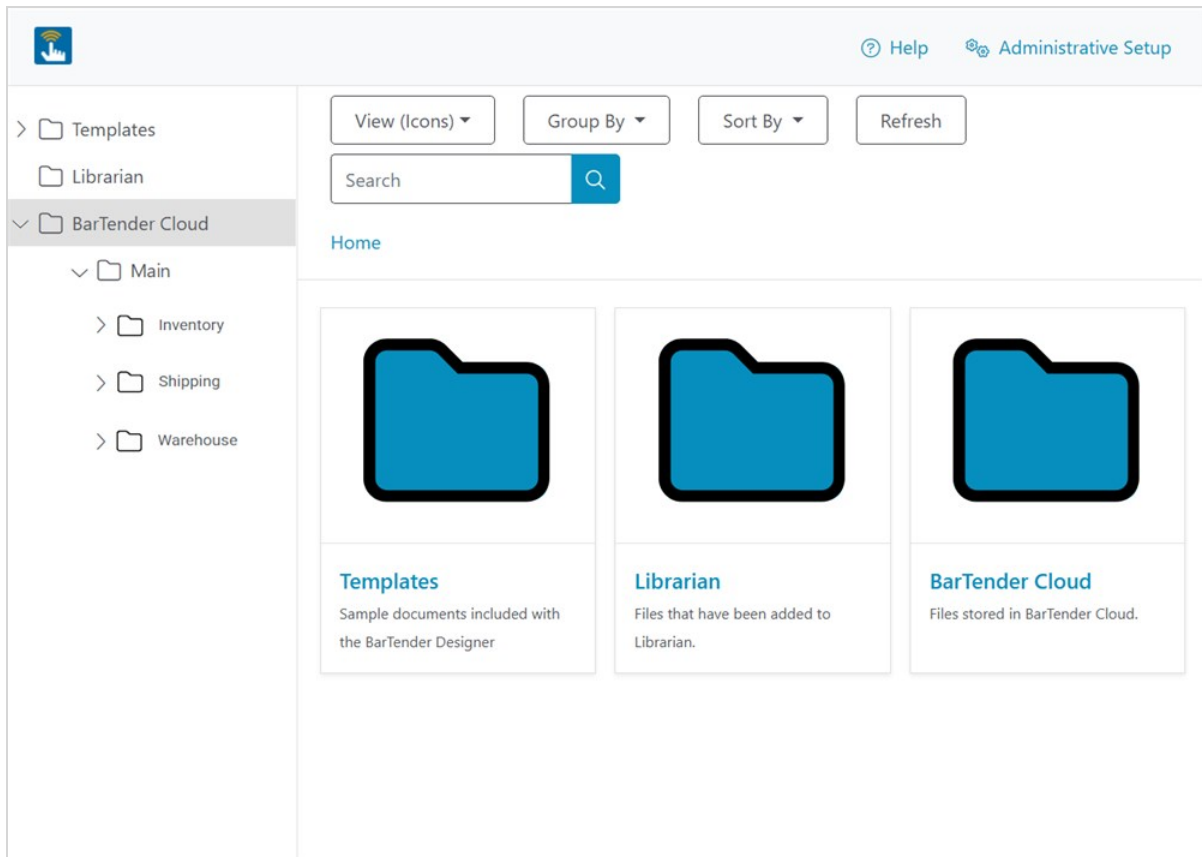 Help
Administrative Setup
Templates
Librarian
BarTender Cloud
Main
Inventory
Shipping
Warehouse
View (Icons)
Group By
Sort By
Refresh
Search
Home
Templates
Sample documents included with
the BarTender Designer
Librarian
Files that have been added to
Librarian.
BarTender Cloud
Files stored in BarTender Cloud.